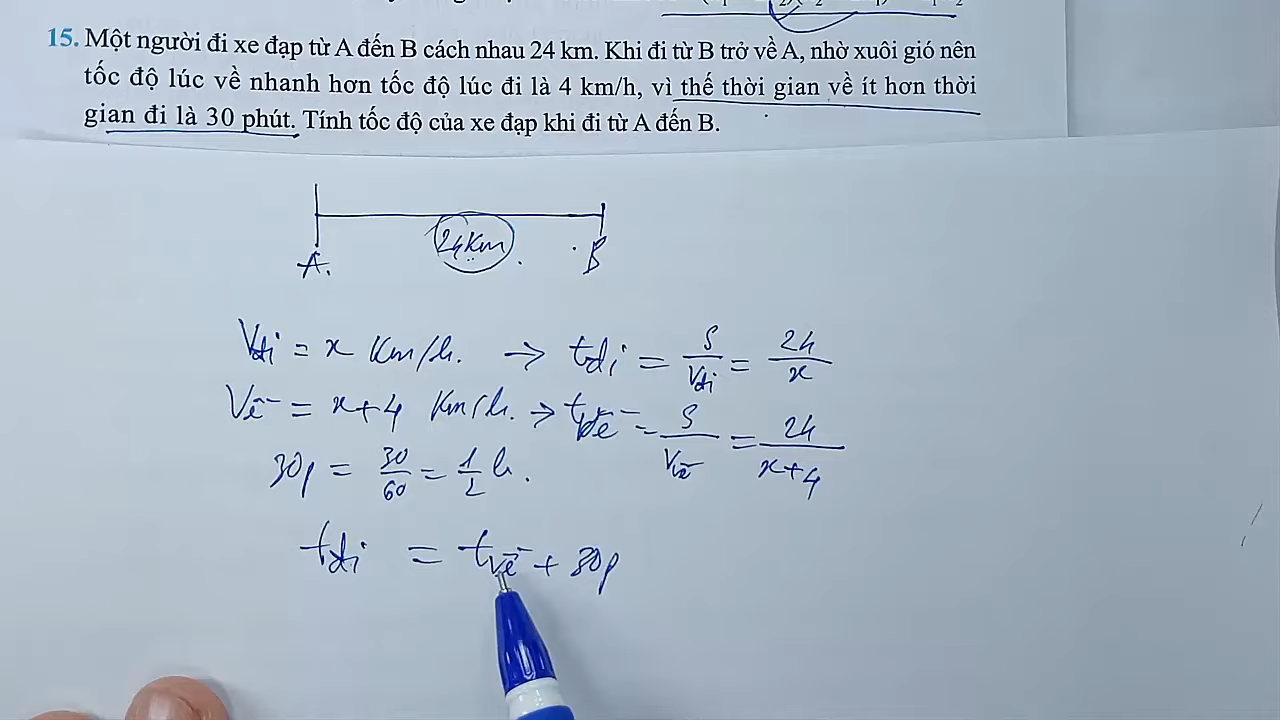 15. Một người đi xe đạp từ A đến B cách nhau 24 km. Khi đi từ B trở về A, nhờ xuôi gió nên
tốc độ lúc về nhanh hơn tốc độ lúc đi là 4 km/h, vì thế thời gian về ít hơn thời
gian đi là 30 phút. Tính tốc độ của xe đạp khi đi từ A đến B.
24 Km
A. B
Vđi = x Km/h. → tđi = S/Vđi = 24/x
Về = x+4 Km/h. → tvề = S/Vvề = 24/(x+4)
30p = 30/60 = 1/2 h.
tđi = tvề + 30p